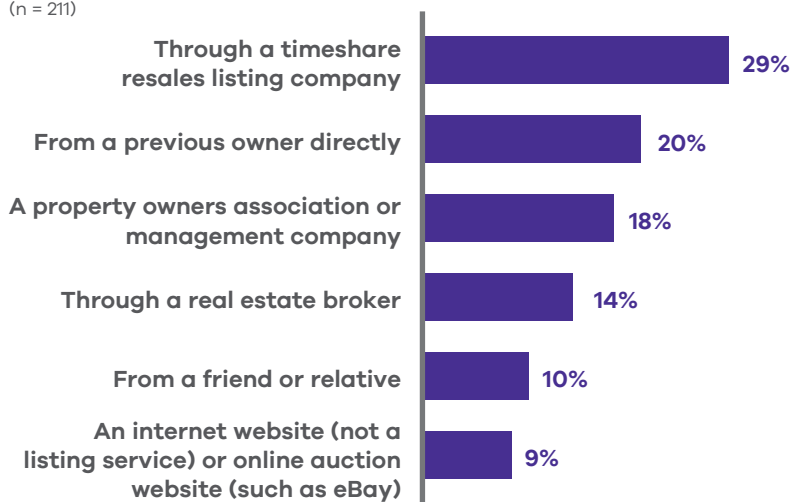 (n = 211)
Through a timeshare
resales listing company
29%
From a previous owner directly
20%
A property owners association or
management company
18%
Through a real estate broker
14%
From a friend or relative
10%
An internet website (not a
listing service) or online auction
website (such as eBay)
9%